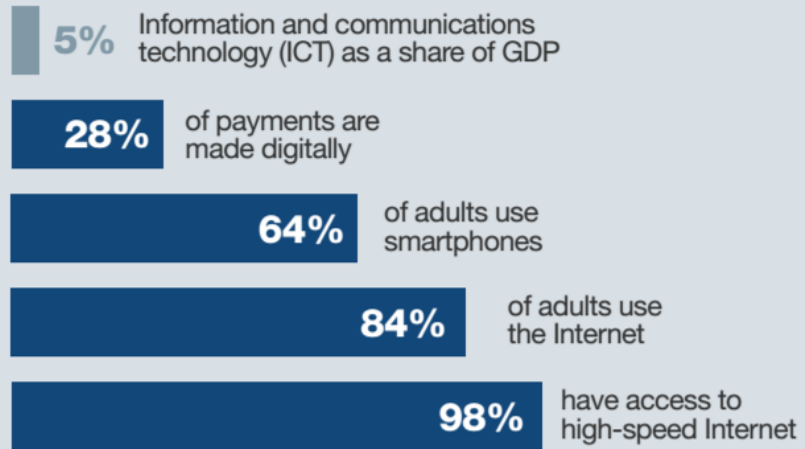 5%
Information and communications
technology (ICT) as a share of GDP
28%
of payments are
made digitally
64%
of adults use
smartphones
84%
of adults use
the Internet
98%
have access to
high-speed Internet